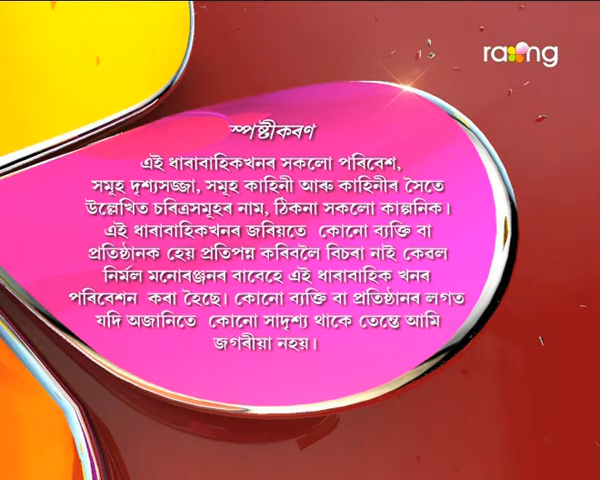 rang
স্পষ্টীকৰণ
এই ধাৰাবাহিকখনৰ সকলো পৰিবেশ,
সমূহ দৃশ্যসজ্জা, সমূহ কাহিনী আৰু কাহিনীৰ সৈতে
উল্লেখিত চৰিত্ৰসমূহৰ নাম, ঠিকনা সকলো কাল্পনিক।
এই ধাৰাবাহিকখনৰ জৰিয়তে কোনো ব্যক্তি বা
প্ৰতিষ্ঠানক হেয় প্ৰতিপন্ন কৰিবলৈ বিচৰা নাই কেৱল
নিৰ্মল মনোৰঞ্জনৰ বাবেহে এই ধাৰাবাহিক খনৰ
পৰিবেশন কৰা হৈছে। কোনো ব্যক্তি বা প্ৰতিষ্ঠানৰ লগত
যদি অজানিতে কোনো সাদৃশ্য থাকে তেন্তে আমি
জগৰীয়া নহয়।